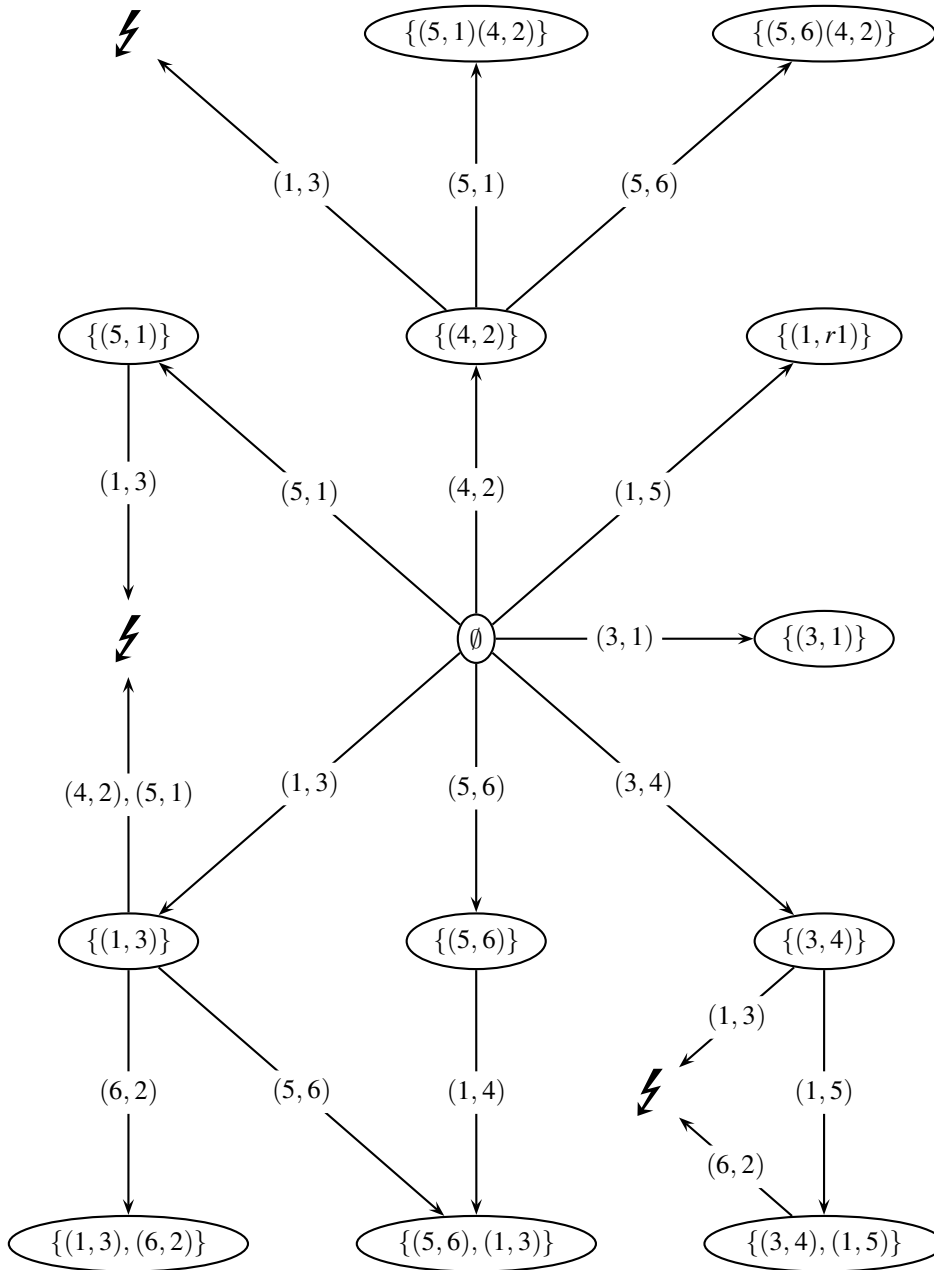 {(5, 1)(4, 2)} {(5, 6)(4, 2)}
(1, 3) (5, 1) (5, 6)
{(5, 1)} {(4, 2)} {(1, r1)}
(1, 3) (5, 1) (4, 2) (1, 5)
∅ (3, 1) {(3, 1)}
(4, 2), (5, 1) (1, 3) (5, 6) (3, 4)
{(1, 3)} {(5, 6)} {(3, 4)}
(1, 3)
(6, 2) (5, 6) (1, 4) (1, 5)
(6, 2)
{(1, 3), (6, 2)} {(5, 6), (1, 3)} {(3, 4), (1, 5)}